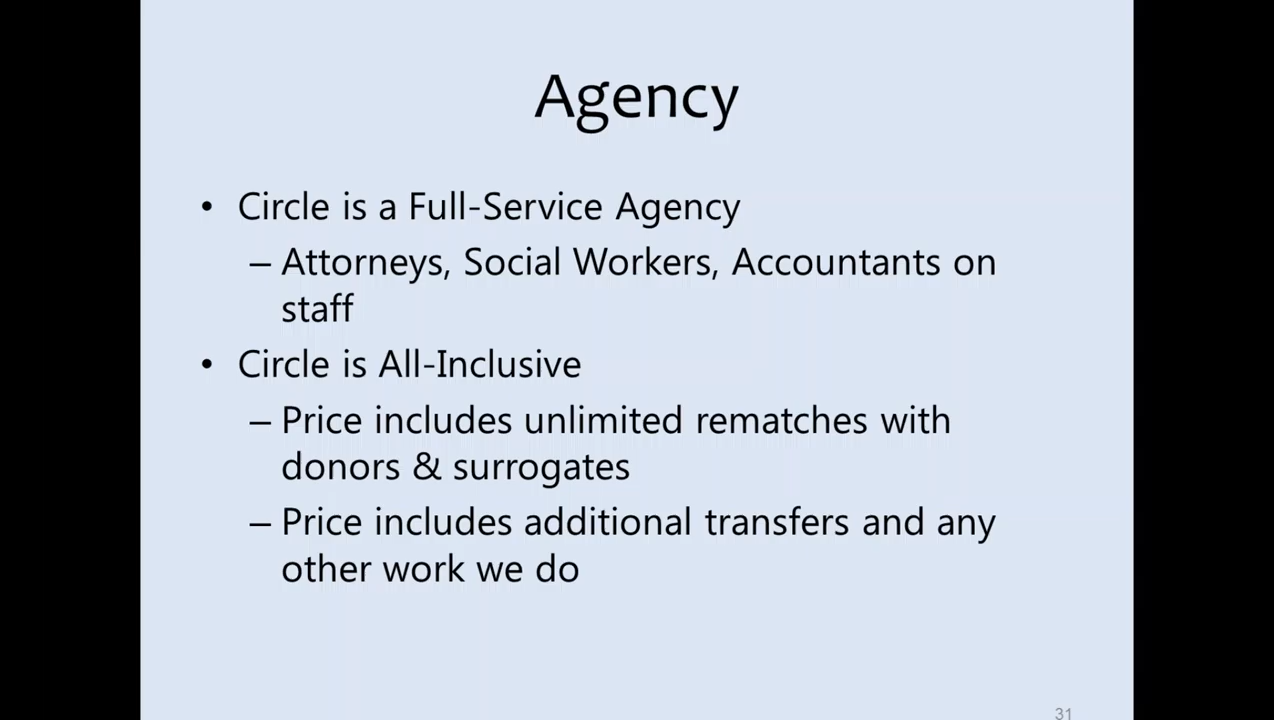 Agency
• Circle is a Full-Service Agency
– Attorneys, Social Workers, Accountants on
staff
• Circle is All-Inclusive
– Price includes unlimited rematches with
donors & surrogates
– Price includes additional transfers and any
other work we do
31